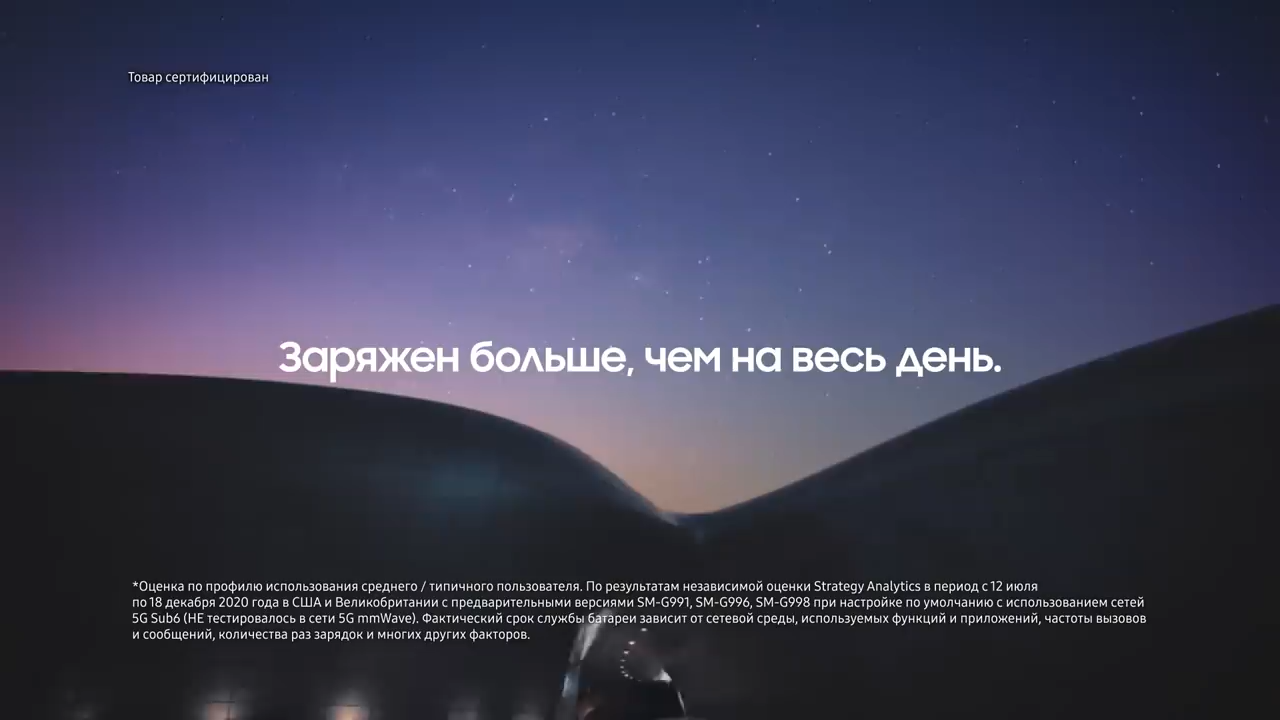 Товар сертифицирован
Заряжен больше, чем на весь день.
*Оценка по профилю использования среднего / типичного пользователя. По результатам независимой оценки Strategy Analytics в период с 12 июля
по 18 декабря 2020 года в США и Великобритании с предварительными версиями SM-G991, SM-G996, SM-G998 при настройке по умолчанию с использованием сетей
5G Sub6 (НЕ тестировалось в сети 5G mmWave). Фактический срок службы батареи зависит от сетевой среды, используемых функций и приложений, частоты вызовов
и сообщений, количества раз зарядок и многих других факторов.